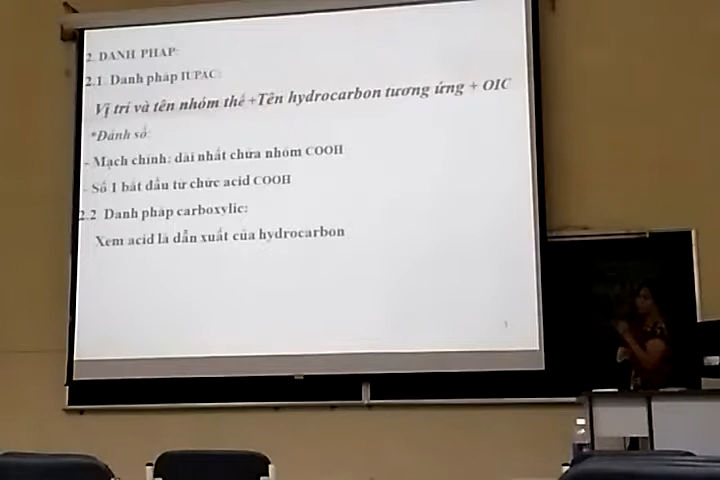 2. DANH PHÁP:
2.1. Danh pháp IUPAC:
Vị trí và tên nhóm thế +Tên hydrocarbon tương ứng + OIC
*Đánh số:
- Mạch chính: dài nhất chứa nhóm COOH
- Số 1 bắt đầu từ chức acid COOH
2.2 Danh pháp carboxylic:
Xem acid là dẫn xuất của hydrocarbon